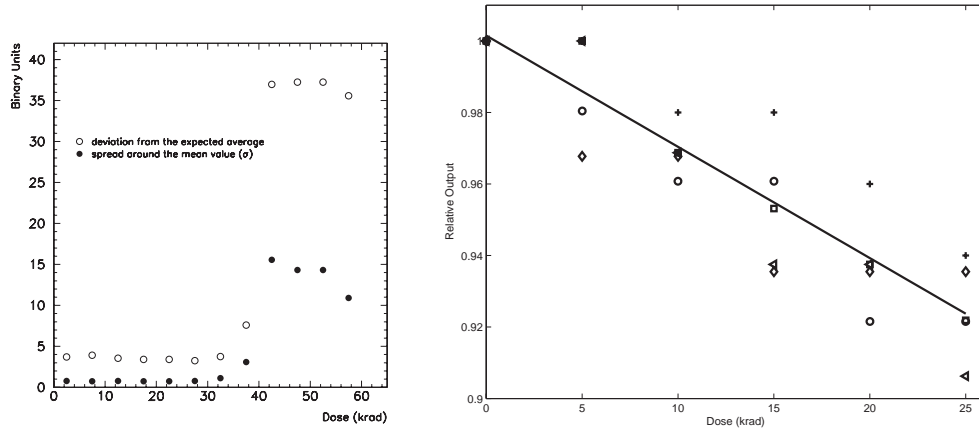 Binary Units
40
35
30
25
20
15
10
5
0
deviation from the expected average
spread around the mean value (σ)
0 10 20 30 40 50 60
Dose (krad)
Relative Output
0.98
0.96
0.94
0.92
0.9
0 5 10 15 20 25
Dose (krad)